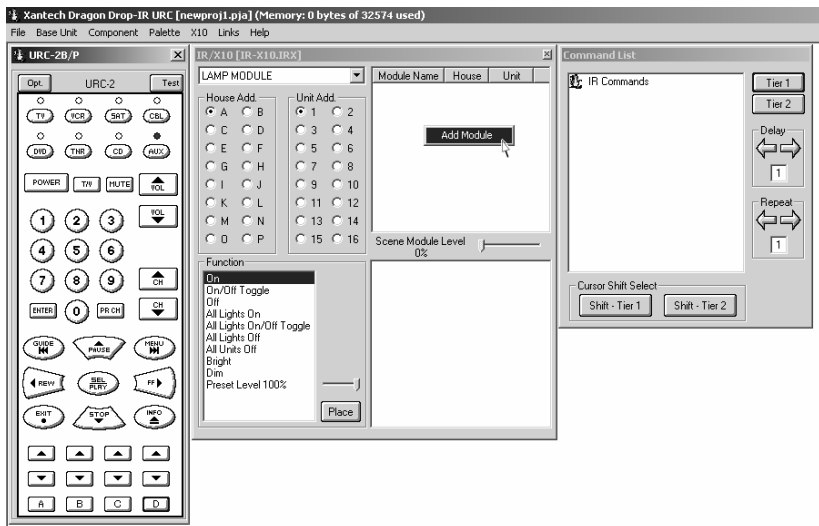 Xantech Dragon Drop-IR URC [newproj1.pja] (Memory: 0 bytes of 32574 used)
File Base Unit Component Palette X10 Links Help
URC-2B/P X
Opt. URC-2 Test
TV VCR SAT CBL
DVD TNR CD AUX
POWER T/V MUTE VOL
1 2 3 VOL
4 5 6
7 8 9 CH
ENTER 0 PR CH CH
GUIDE PAUSE MENU
REW SEL PLAY FF
EXIT STOP INFO
A B C D
IR/X10 [IR-X10.IRX]
LAMP MODULE
House Add. Unit Add.
A B 1 2
C D 3 4
E F 5 6
G H 7 8
I J 9 10
K L 11 12
M N 13 14
O P 15 16
Function
On
On/Off Toggle
Off
All Lights On
All Lights On/Off Toggle
All Lights Off
All Units Off
Bright
Dim
Preset Level 100%
Place
Module Name House Unit
Add Module
Scene Module Level
0%
Command List
IR Commands
Tier 1
Tier 2
Delay
1
Repeat
1
Cursor Shift Select
Shift - Tier 1 Shift - Tier 2